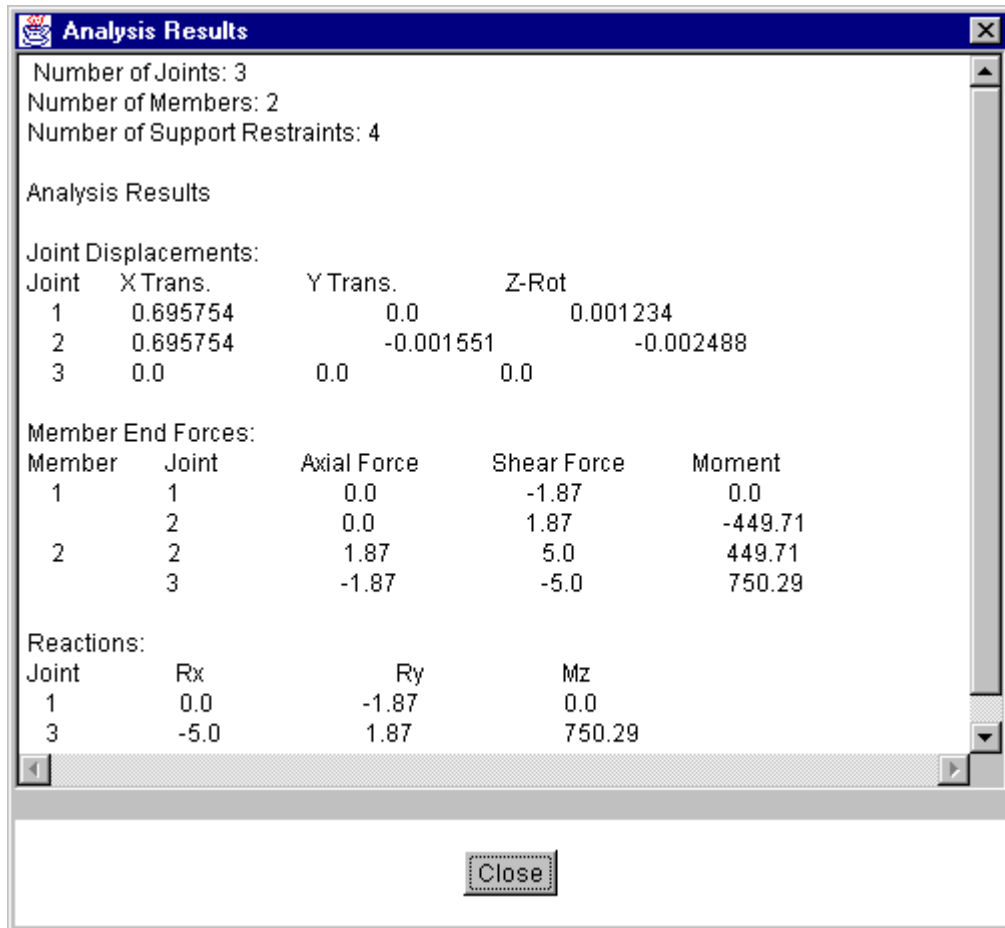 Analysis Results
Number of Joints: 3
Number of Members: 2
Number of Support Restraints: 4
Analysis Results
Joint Displacements:
Joint X Trans. Y Trans. Z-Rot
1 0.695754 0.0 0.001234
2 0.695754 -0.001551 -0.002488
3 0.0 0.0 0.0
Member End Forces:
Member Joint Axial Force Shear Force Moment
1 1 0.0 -1.87 0.0
2 0.0 1.87 -449.71
2 2 1.87 5.0 449.71
3 -1.87 -5.0 750.29
Reactions:
Joint Rx Ry Mz
1 0.0 -1.87 0.0
3 -5.0 1.87 750.29
Close